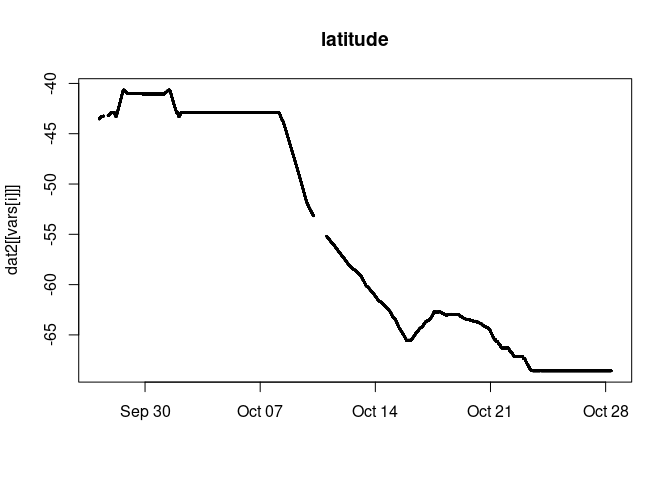 latitude
dat2[[vars[i]]]
-40
-45
-50
-55
-60
-65
Sep 30
Oct 07
Oct 14
Oct 21
Oct 28